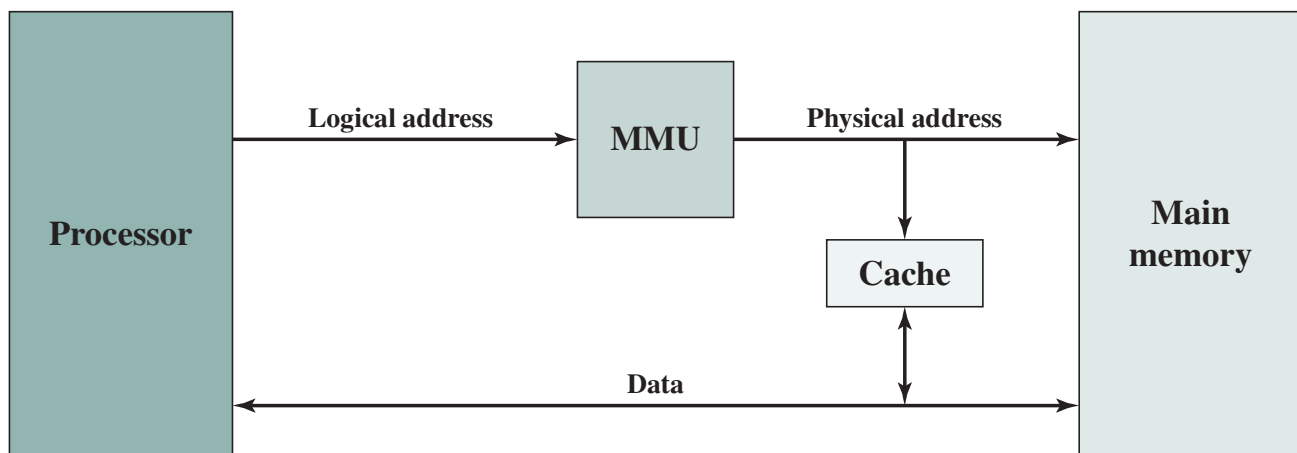 Logical address
Physical address
MMU
Processor
Main
memory
Cache
Data